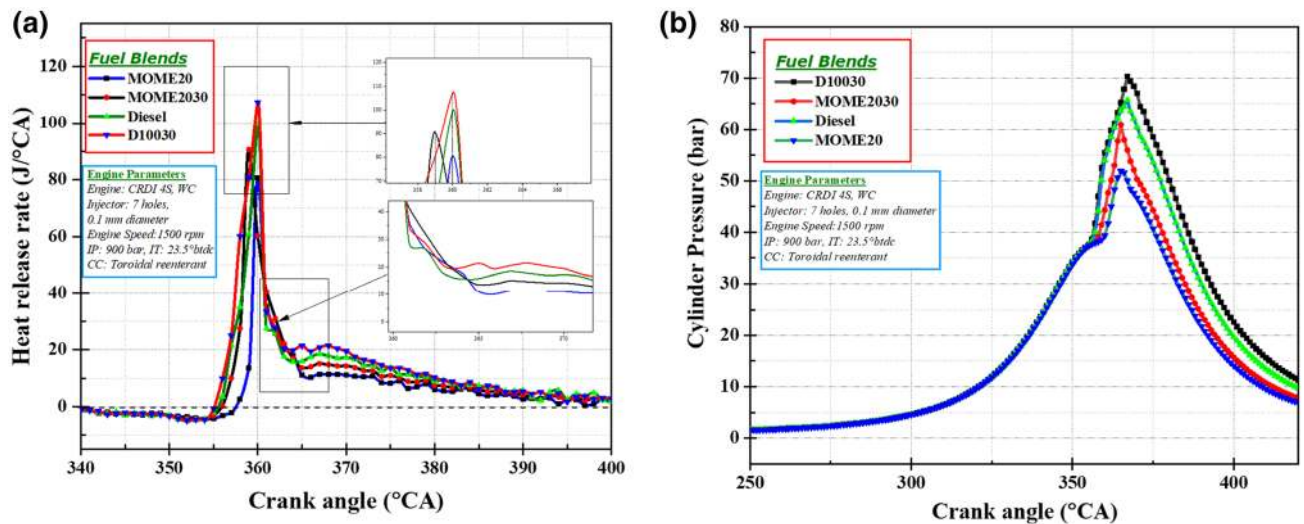 (a)
Fuel Blends
MOME20
MOME2030
Diesel
D10030
Engine Parameters
Engine: CRDI 4S, WC
Injector: 7 holes,
0.1 mm diameter
Engine Speed:1500 rpm
IP: 900 bar, IT: 23.5°btdc
CC: Toroidal reenterant
Heat release rate (J/°CA)
120
100
80
60
40
20
0
340 350 360 370 380 390 400
Crank angle (°CA)
(b)
Fuel Blends
D10030
MOME2030
Diesel
MOME20
Engine Parameters
Engine: CRDI 4S, WC
Injector: 7 holes, 0.1 mm diameter
Engine Speed:1500 rpm
IP: 900 bar, IT: 23.5°btdc
CC: Toroidal reenterant
Cylinder Pressure (bar)
80
70
60
50
40
30
20
10
0
250 300 350 400
Crank angle (°CA)